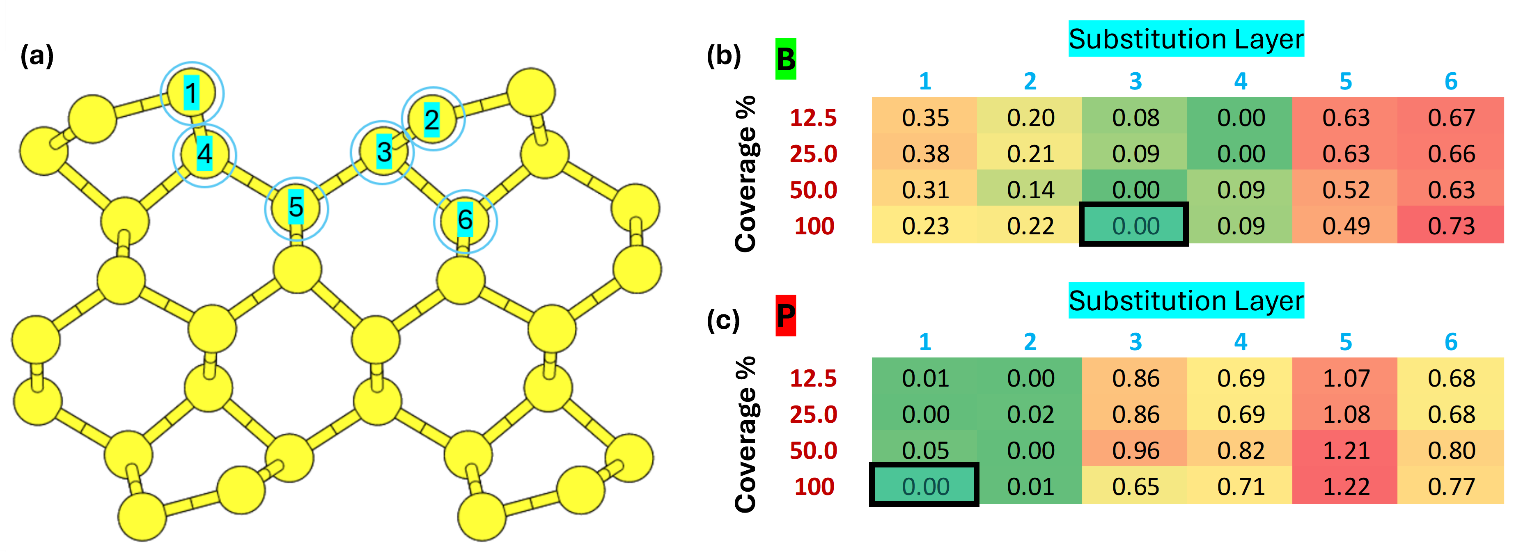 (a)
1
2
3
4
5
6
(b)
B
Substitution Layer
1 2 3 4 5 6
Coverage %
12.5 0.35 0.20 0.08 0.00 0.63 0.67
25.0 0.38 0.21 0.09 0.00 0.63 0.66
50.0 0.31 0.14 0.00 0.09 0.52 0.63
100 0.23 0.22 0.00 0.09 0.49 0.73
(c)
P
Substitution Layer
1 2 3 4 5 6
Coverage %
12.5 0.01 0.00 0.86 0.69 1.07 0.68
25.0 0.00 0.02 0.86 0.69 1.08 0.68
50.0 0.05 0.00 0.96 0.82 1.21 0.80
100 0.00 0.01 0.65 0.71 1.22 0.77